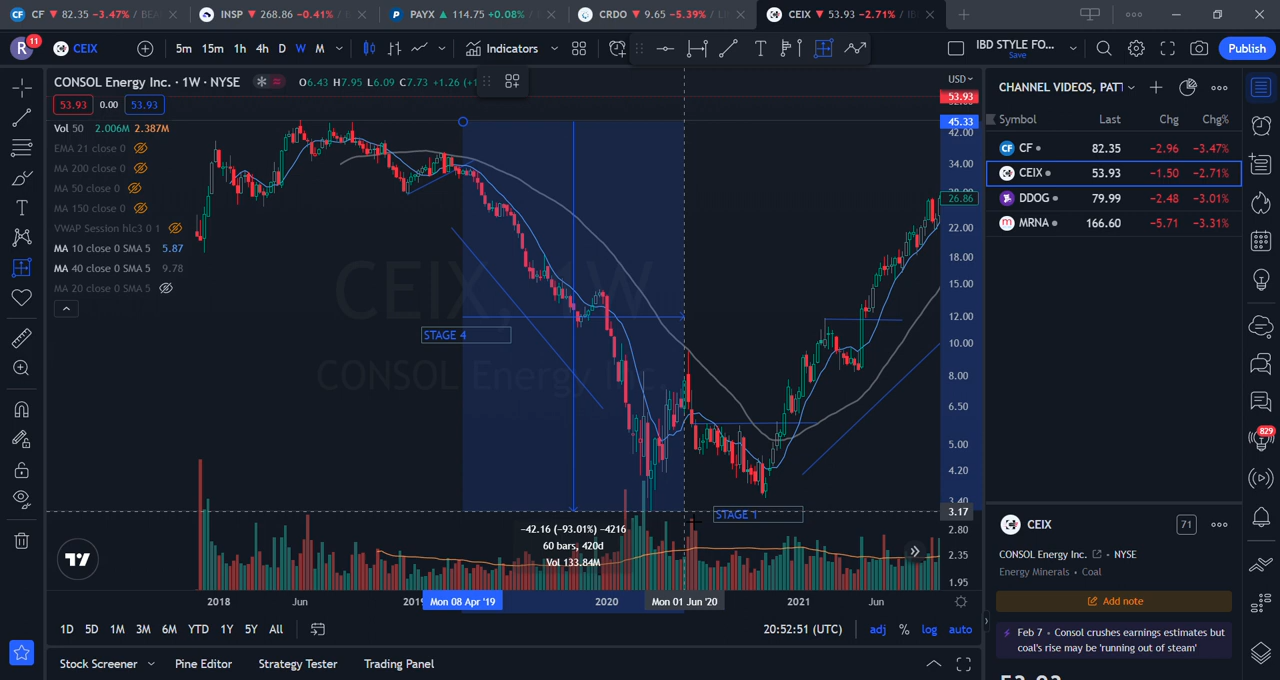 CF ▼ 82.35 −3.47% / BEA
INSP ▼ 268.86 −0.41% / C
PAYX ▲ 114.75 +0.08% /
CRDO ▼ 9.65 −5.39% /
CEIX ▼ 53.93 −2.71% / IB
R 11 CEIX 5m 15m 1h 4h D W M Indicators IBD STYLE FO... Save Publish
CONSOL Energy Inc. · 1W · NYSE O6.43 H7.95 L6.09 C7.73 +1.26
53.93 0.00 53.93
Vol 50 2.006M 2.387M
EMA 21 close 0
MA 200 close 0
MA 50 close 0
MA 150 close 0
VWAP Session hlc3 0 1
MA 10 close 0 SMA 5 5.87
MA 40 close 0 SMA 5 9.78
MA 20 close 0 SMA 5
CEIX, 1W
CONSOL Energy Inc.
STAGE 4
STAGE 1
−42.16 (−93.01%) −4216
60 bars, 420d
Vol 133.84M
USD
53.93
45.33
42.00
34.00
26.86
22.00
18.00
15.00
12.00
10.00
8.00
6.50
5.00
4.20
3.40
3.17
2.80
2.35
1.95
2018 Jun 2019 Mon 08 Apr '19 2020 Mon 01 Jun '20 2021 Jun
1D 5D 1M 3M 6M YTD 1Y 5Y All 20:52:51 (UTC) adj % log auto
Stock Screener Pine Editor Strategy Tester Trading Panel
CHANNEL VIDEOS, PATT
Symbol Last Chg Chg%
CF 82.35 −2.96 −3.47%
CEIX 53.93 −1.50 −2.71%
DDOG 79.99 −2.48 −3.01%
MRNA 166.60 −5.71 −3.31%
829
CEIX 71
CONSOL Energy Inc. · NYSE
Energy Minerals • Coal
Add note
Feb 7 • Consol crushes earnings estimates but
coal's rise may be 'running out of steam'